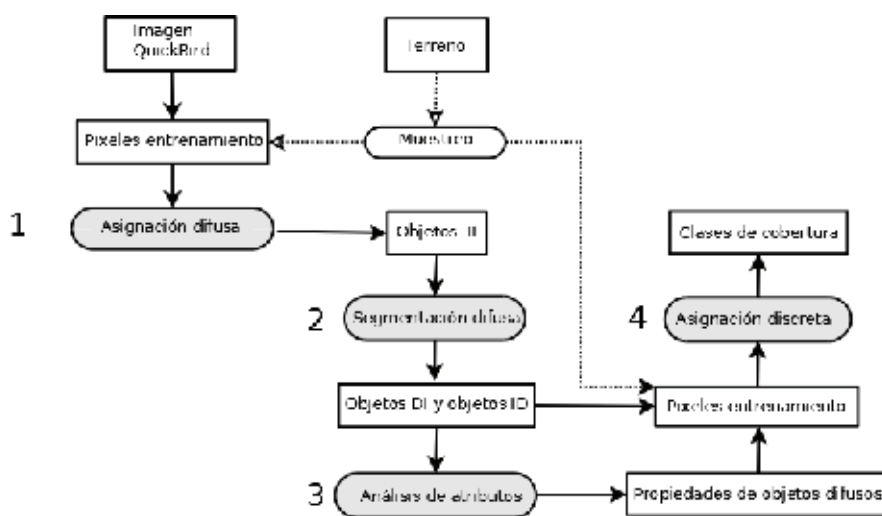 Imagen
QuickBird
Terreno
Pixeles entrenamiento
Muestreo
1
Asignación difusa
Objetos II
Clases de cobertura
2
Segmentación difusa
4
Asignación discreta
Objetos DI y objetos ID
Pixeles entrenamiento
3
Análisis de atributos
Propiedades de objetos difusos